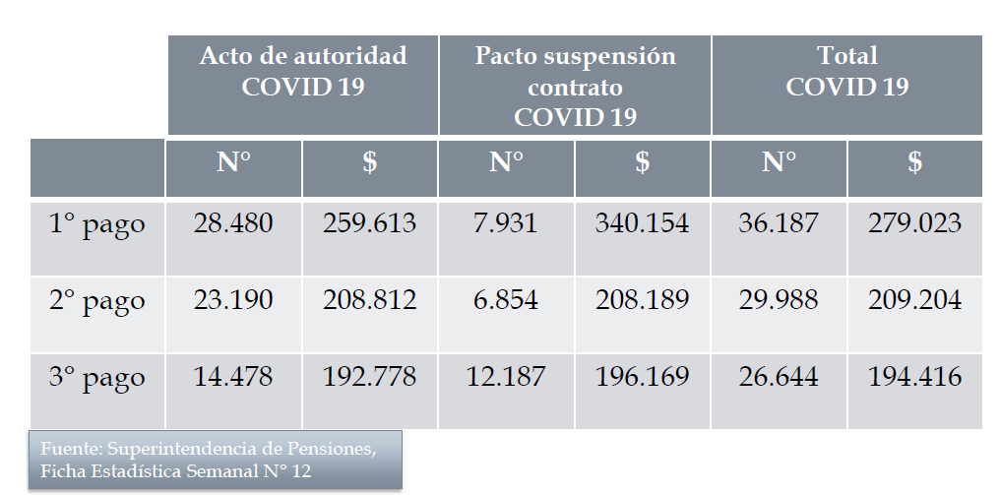 Acto de autoridad COVID 19 Pacto suspensión contrato COVID 19 Total COVID 19
N° $ N° $ N° $
1° pago 28.480 259.613 7.931 340.154 36.187 279.023
2° pago 23.190 208.812 6.854 208.189 29.988 209.204
3° pago 14.478 192.778 12.187 196.169 26.644 194.416
Fuente: Superintendencia de Pensiones,
Ficha Estadística Semanal N° 12